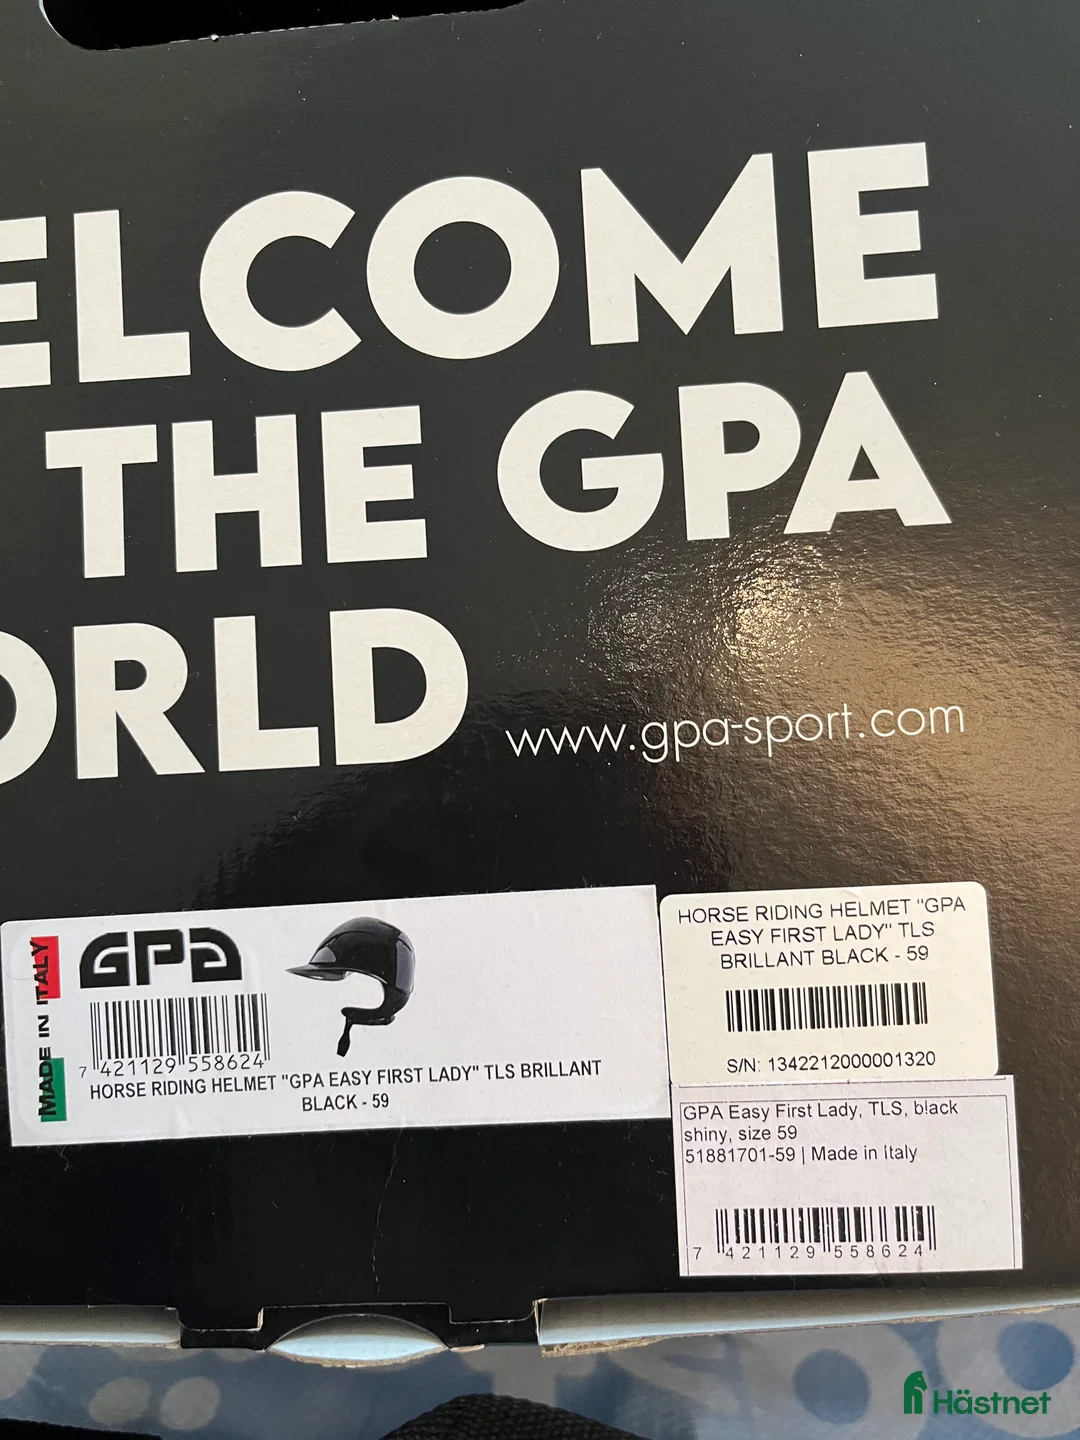 ELCOME
THE GPA
ORLD
www.gpa-sport.com
MADE IN ITALY
GPA
7 421129 558624
HORSE RIDING HELMET "GPA EASY FIRST LADY" TLS BRILLANT
BLACK - 59
HORSE RIDING HELMET "GPA
EASY FIRST LADY" TLS
BRILLANT BLACK - 59
S/N: 1342212000001320
GPA Easy First Lady, TLS, black
shiny, size 59
51881701-59 | Made in Italy
7 421129 558624
Hästnet